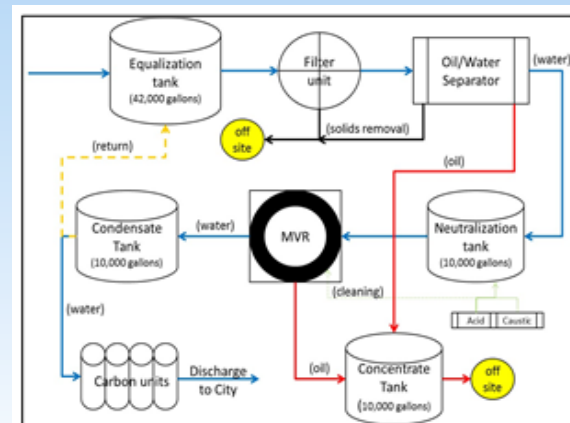 Equalization
tank
(42,000 gallons)
Filter
unit
Oil/Water
Separator
(water)
(solids removal)
off
site
(return)
(oil)
Condensate
Tank
(10,000 gallons)
(water)
MVR
Neutralization
tank
(10,000 gallons)
(cleaning)
Acid
Caustic
(water)
Carbon units
Discharge
to City
(oil)
Concentrate
Tank
(10,000 gallons)
off
site